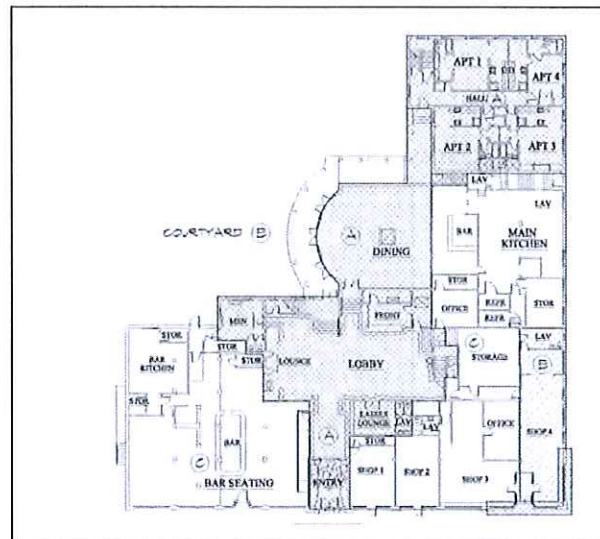 APT 1
APT 4
HALL
A
APT 2
APT 3
LAV
LAV
COURTYARD B
A
BAR
MAIN
KITCHEN
DINING
STOR
OFFICE
REFR
REFR
STOR
MEN
FRONT
STOR
BAR
KITCHEN
STOR
STOR
LOUNGE
LOBBY
C
STORAGE
LAV
B
STOR
LADIES
LOUNGE
LAV
LAV
OFFICE
A
BAR
STOR
SHOP 4
C
BAR SEATING
ENTRY
SHOP 1
SHOP 2
SHOP 3